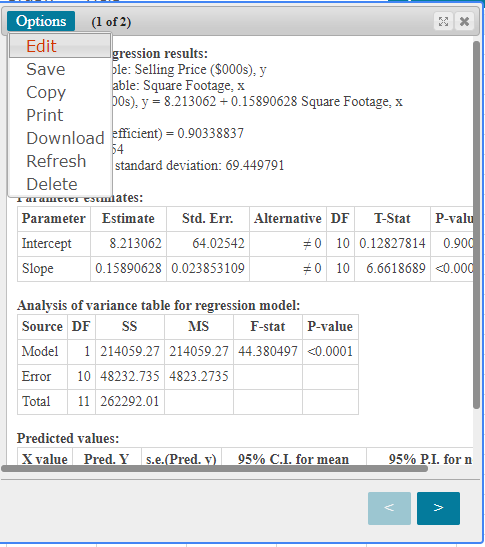 Options (1 of 2)
Edit
Save
Copy
Print
Download
Refresh
Delete
gression results:
ble: Selling Price ($000s), y
able: Square Footage, x
00s), y = 8.213062 + 0.15890628 Square Footage, x
efficient) = 0.90338837
54
standard deviation: 69.449791
Parameter estimates:
Parameter Estimate Std. Err. Alternative DF T-Stat P-valu
Intercept 8.213062 64.02542 ≠ 0 10 0.12827814 0.900
Slope 0.15890628 0.023853109 ≠ 0 10 6.6618689 <0.000
Analysis of variance table for regression model:
Source DF SS MS F-stat P-value
Model 1 214059.27 214059.27 44.380497 <0.0001
Error 10 48232.735 4823.2735
Total 11 262292.01
Predicted values:
X value Pred. Y s.e.(Pred. y) 95% C.I. for mean 95% P.I. for n
< >